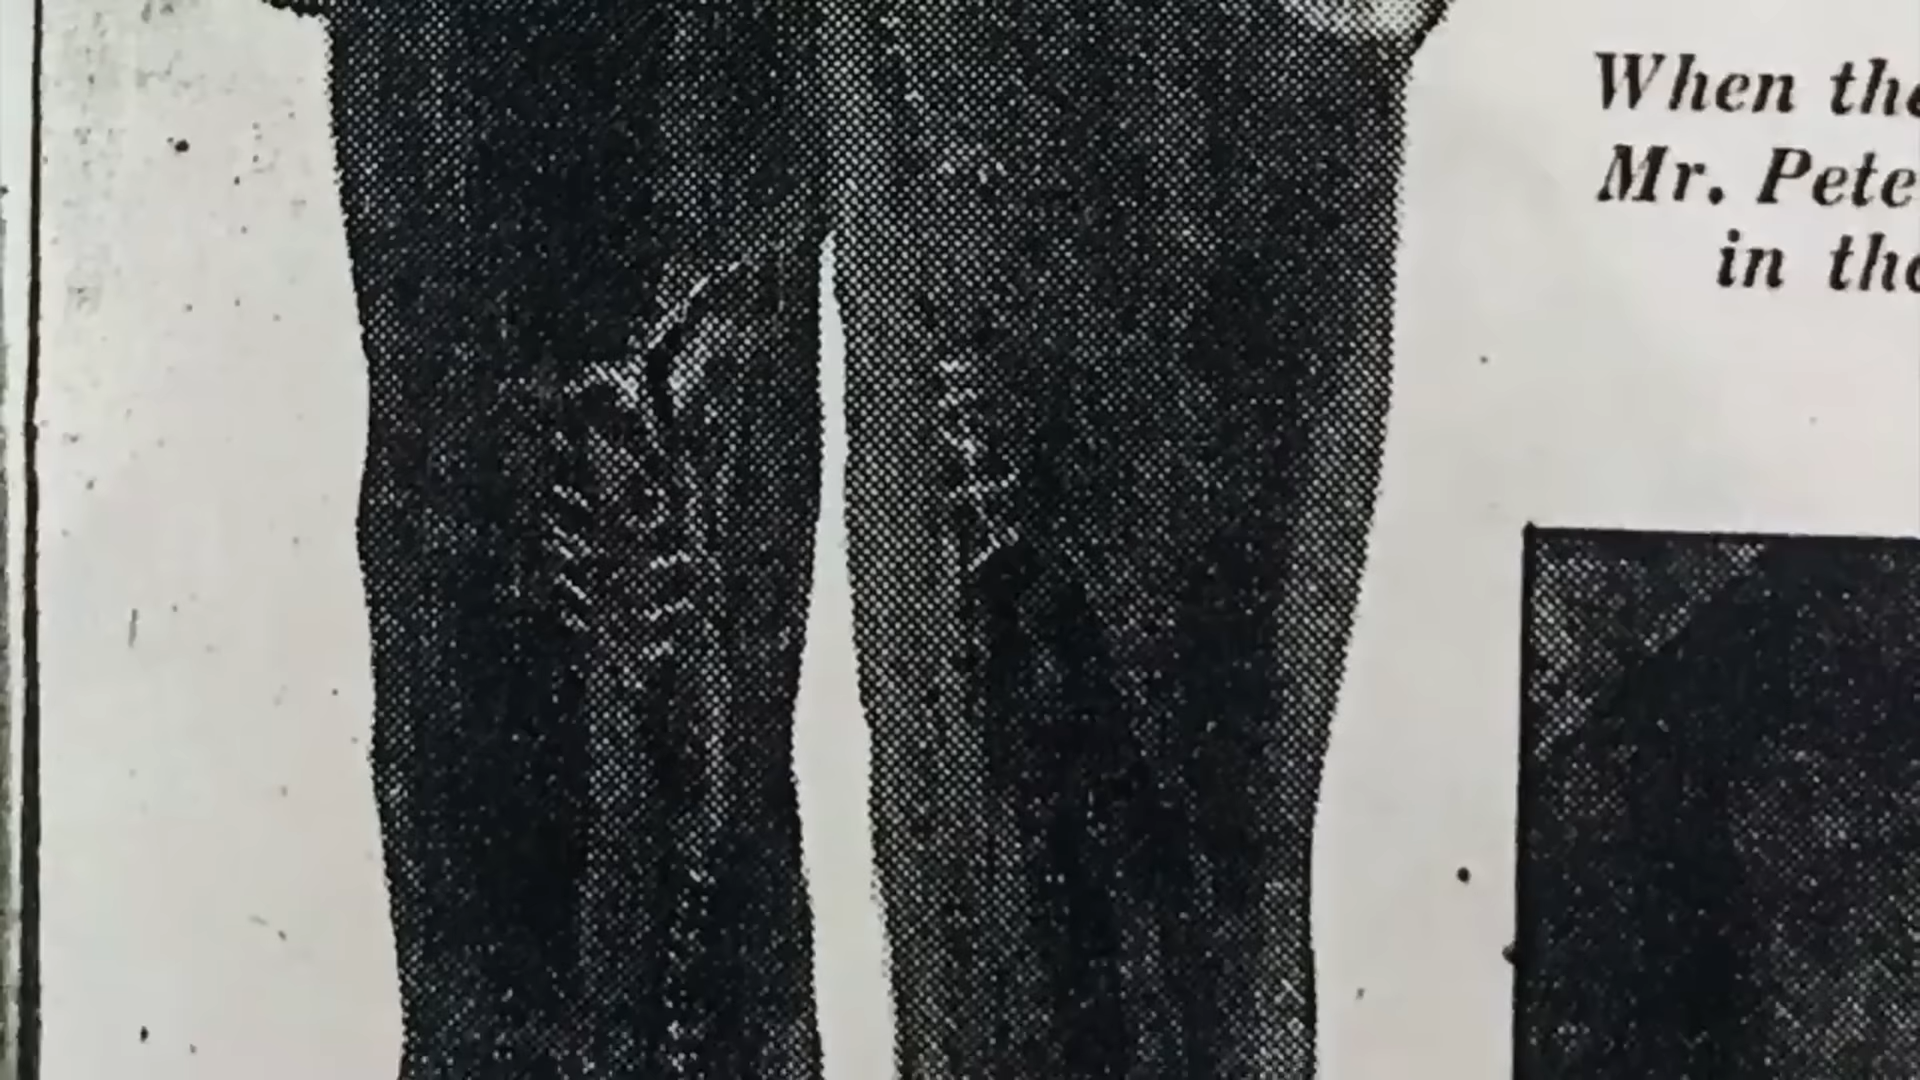 When the
Mr. Pete
in the